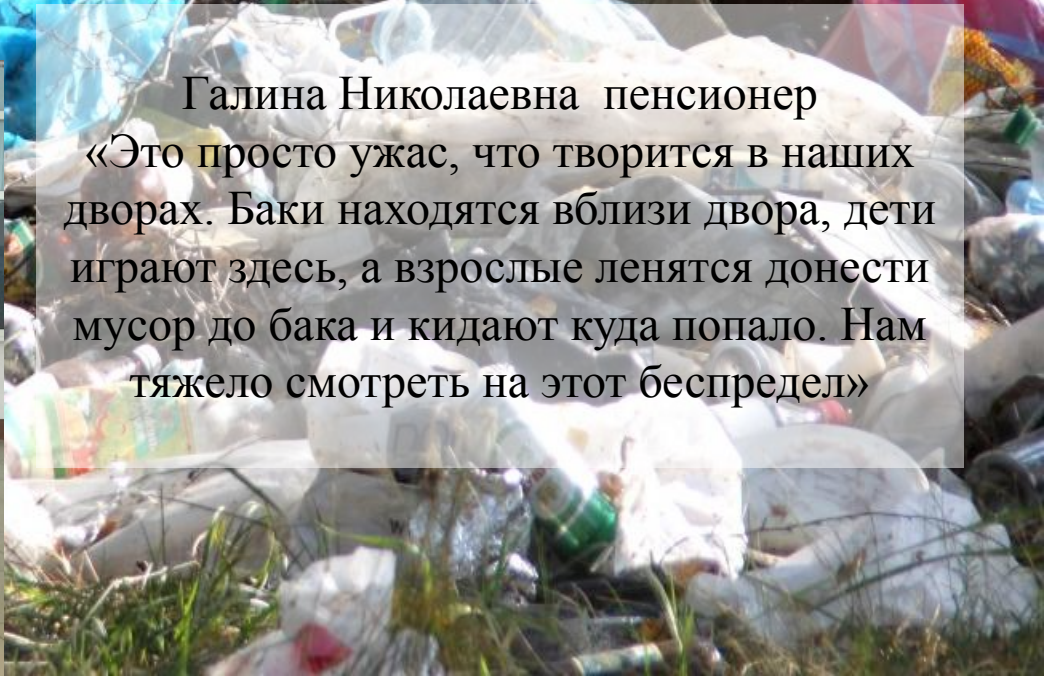 Галина Николаевна  пенсионер
«Это просто ужас, что творится в наших
дворах. Баки находятся вблизи двора, дети
играют здесь, а взрослые ленятся донести
мусор до бака и кидают куда попало. Нам
тяжело смотреть на этот беспредел»